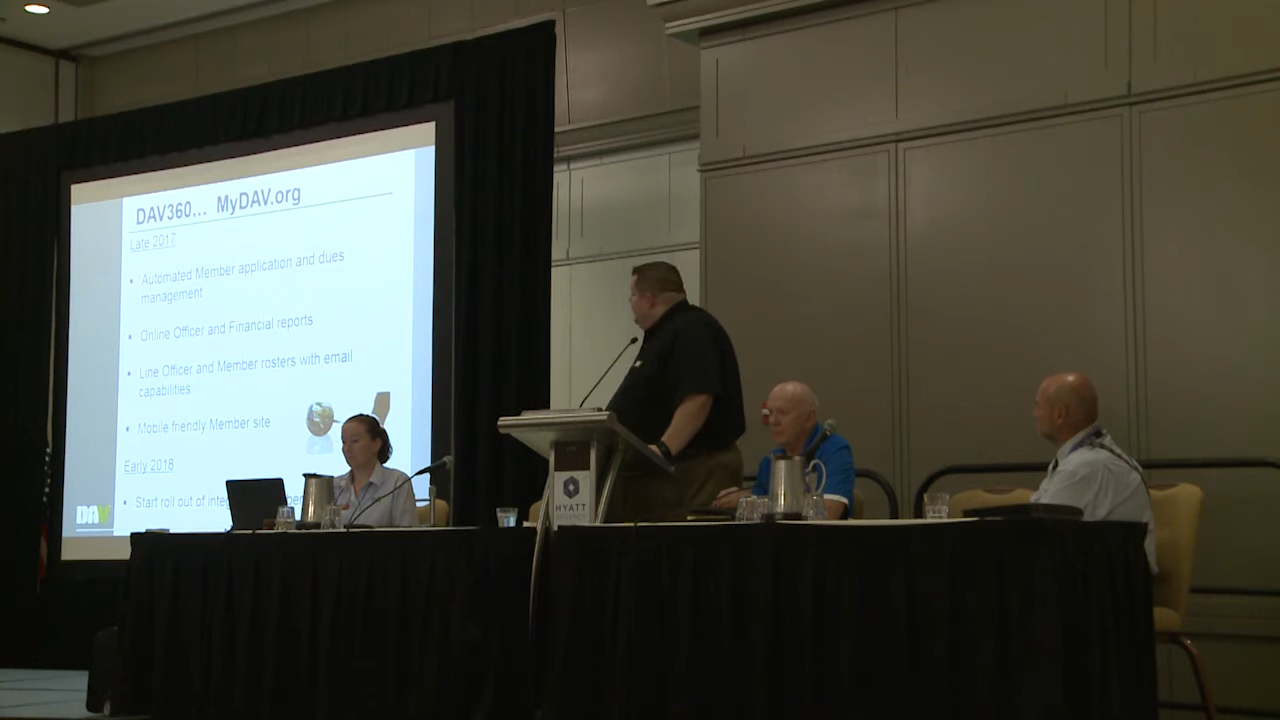 DAV360... MyDAV.org
Late 2017
• Automated Member application and dues
management
• Online Officer and Financial reports
• Line Officer and Member rosters with email
capabilities
• Mobile friendly Member site
Early 2018
• Start roll out of
DAV
HYATT